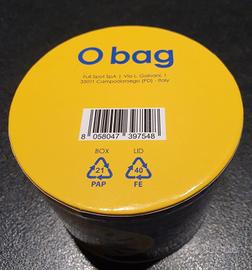 O bag
Full Spot SpA | Via L. Galvani, 1
35011 Campodarsego (PD) - Italy
8 058047 397548
BOX LID
21 40
PAP FE